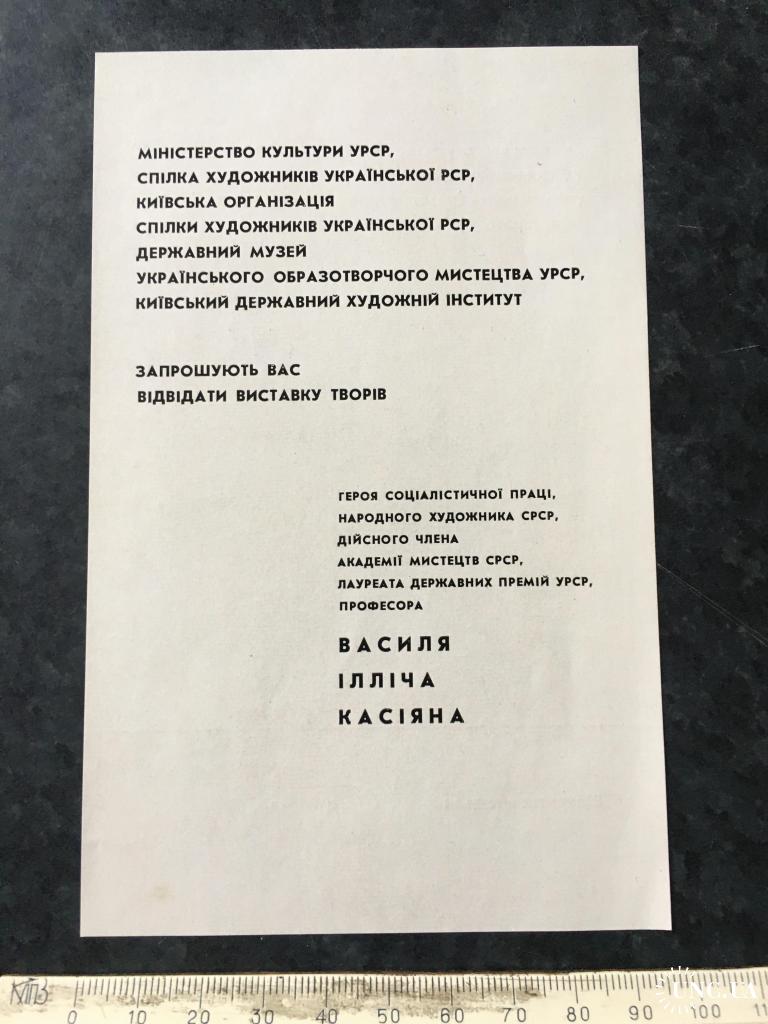 МІНІСТЕРСТВО КУЛЬТУРИ УРСР,
СПІЛКА ХУДОЖНИКІВ УКРАЇНСЬКОЇ РСР,
КИЇВСЬКА ОРГАНІЗАЦІЯ
СПІЛКИ ХУДОЖНИКІВ УКРАЇНСЬКОЇ РСР,
ДЕРЖАВНИЙ МУЗЕЙ
УКРАЇНСЬКОГО ОБРАЗОТВОРЧОГО МИСТЕЦТВА УРСР,
КИЇВСЬКИЙ ДЕРЖАВНИЙ ХУДОЖНІЙ ІНСТИТУТ
ЗАПРОШУЮТЬ ВАС
ВІДВІДАТИ ВИСТАВКУ ТВОРІВ
ГЕРОЯ СОЦІАЛІСТИЧНОЇ ПРАЦІ,
НАРОДНОГО ХУДОЖНИКА СРСР,
ДІЙСНОГО ЧЛЕНА
АКАДЕМІЇ МИСТЕЦТВ СРСР,
ЛАУРЕАТА ДЕРЖАВНИХ ПРЕМІЙ УРСР,
ПРОФЕСОРА
ВАСИЛЯ
ІЛЛІЧА
КАСІЯНА
0 10 20 30 40 50 60 70 80 90 100
UNC.UA